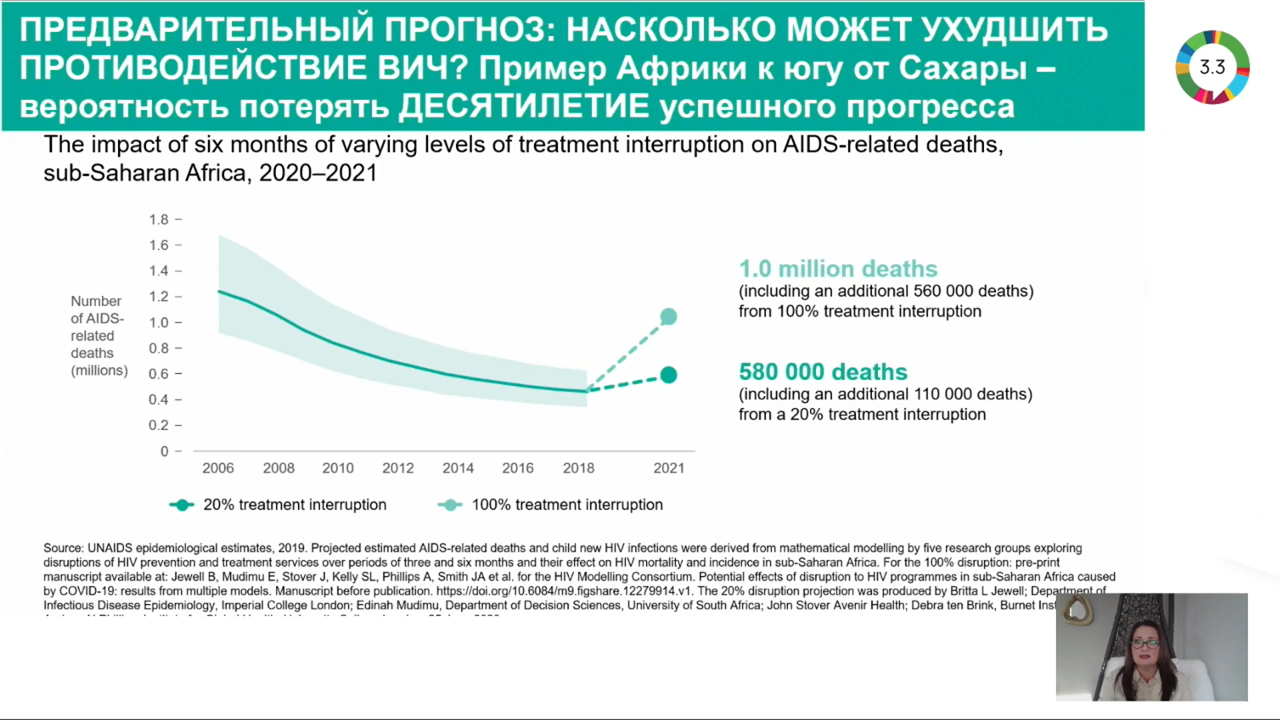 ПРЕДВАРИТЕЛЬНЫЙ ПРОГНОЗ: НАСКОЛЬКО МОЖЕТ УХУДШИТЬ
ПРОТИВОДЕЙСТВИЕ ВИЧ? Пример Африки к югу от Сахары –
вероятность потерять ДЕСЯТИЛЕТИЕ успешного прогресса
3.3
The impact of six months of varying levels of treatment interruption on AIDS-related deaths,
sub-Saharan Africa, 2020–2021
Number
of AIDS-
related
deaths
(millions)
1.8
1.6
1.4
1.2
1.0
0.8
0.6
0.4
0.2
0
2006 2008 2010 2012 2014 2016 2018 2021
1.0 million deaths
(including an additional 560 000 deaths)
from 100% treatment interruption
580 000 deaths
(including an additional 110 000 deaths)
from a 20% treatment interruption
20% treatment interruption 100% treatment interruption
Source: UNAIDS epidemiological estimates, 2019. Projected estimated AIDS-related deaths and child new HIV infections were derived from mathematical modelling by five research groups exploring
disruptions of HIV prevention and treatment services over periods of three and six months and their effect on HIV mortality and incidence in sub-Saharan Africa. For the 100% disruption: pre-print
manuscript available at: Jewell B, Mudimu E, Stover J, Kelly SL, Phillips A, Smith JA et al. for the HIV Modelling Consortium. Potential effects of disruption to HIV programmes in sub-Saharan Africa caused
by COVID-19: results from multiple models. Manuscript before publication. https://doi.org/10.6084/m9.figshare.12279914.v1. The 20% disruption projection was produced by Britta L Jewell; Department of
Infectious Disease Epidemiology, Imperial College London; Edinah Mudimu, Department of Decision Sciences, University of South Africa; John Stover Avenir Health; Debra ten Brink, Burnet